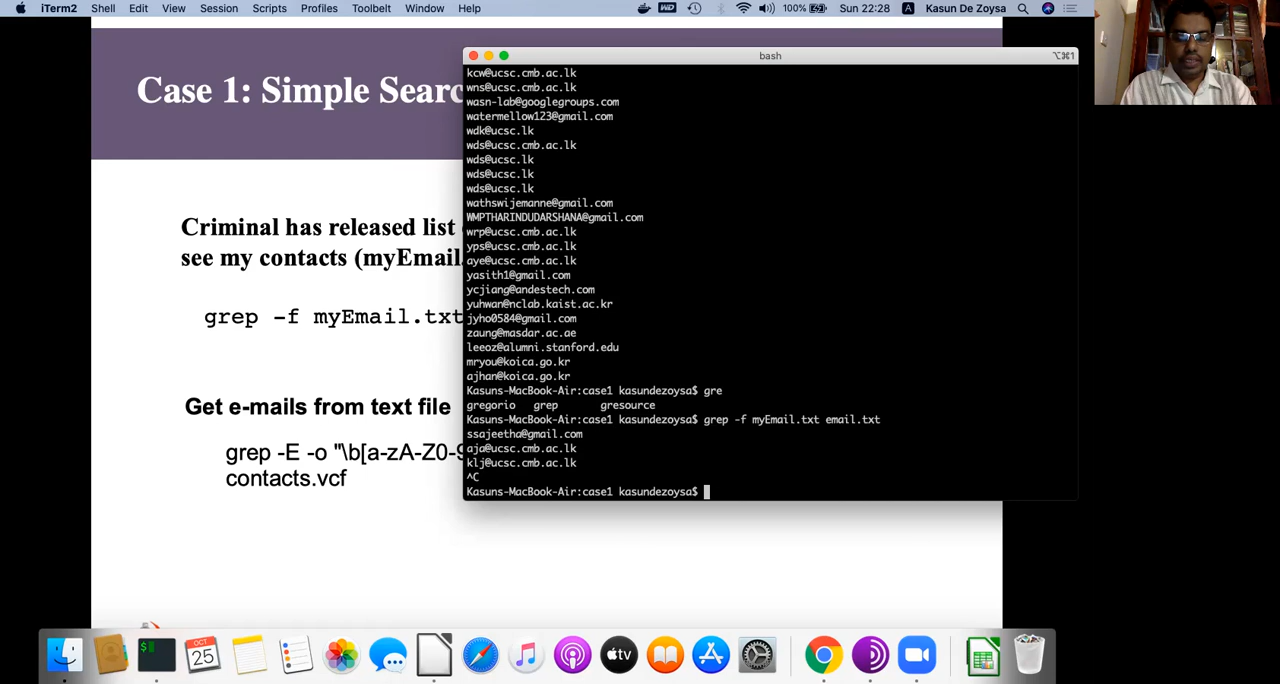 iTerm2 Shell Edit View Session Scripts Profiles Toolbelt Window Help
WD 100% Sun 22:28 A Kasun De Zoysa
Case 1: Simple Searc
Criminal has released list
see my contacts (myEmail.
grep -f myEmail.txt
Get e-mails from text file
grep -E -o "\b[a-zA-Z0-9
contacts.vcf
bash
⌥⌘1
kcw@ucsc.cmb.ac.lk
wns@ucsc.cmb.ac.lk
wasn-lab@googlegroups.com
watermellow123@gmail.com
wdk@ucsc.lk
wds@ucsc.cmb.ac.lk
wds@ucsc.lk
wds@ucsc.lk
wds@ucsc.lk
wathswijemanne@gmail.com
WMPTHARINDUDARSHANA@gmail.com
wrp@ucsc.cmb.ac.lk
yps@ucsc.cmb.ac.lk
aye@ucsc.cmb.ac.lk
yasith1@gmail.com
ycjiang@andestech.com
yuhwan@nclab.kaist.ac.kr
jyho0584@gmail.com
zaung@masdar.ac.ae
leeoz@alumni.stanford.edu
mryou@koica.go.kr
ajhan@koica.go.kr
Kasuns-MacBook-Air:case1 kasundezoysa$ gre
gregorio grep gresource
Kasuns-MacBook-Air:case1 kasundezoysa$ grep -f myEmail.txt email.txt
ssajeetha@gmail.com
aja@ucsc.cmb.ac.lk
klj@ucsc.cmb.ac.lk
^C
Kasuns-MacBook-Air:case1 kasundezoysa$
$
OCT
25
tv